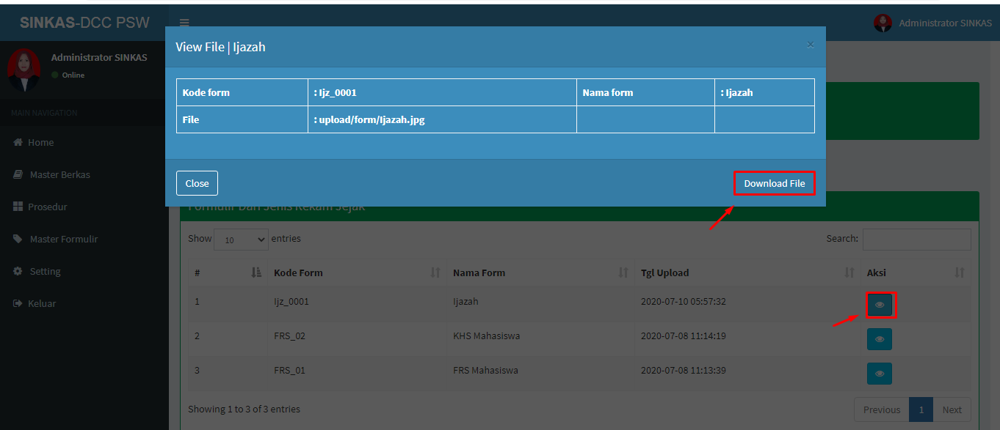 SINKAS-DCC PSW
Administrator SINKAS
Administrator SINKAS
Online
MAIN NAVIGATION
Home
Master Berkas
Prosedur
Master Formulir
Setting
Keluar
View File | Ijazah
×
Kode form : Ijz_0001 Nama form : Ijazah
File : upload/form/Ijazah.jpg
Close Download File
Formulir Dan Jenis Rekam Jejak
Show 10 entries Search:
# Kode Form Nama Form Tgl Upload Aksi
1 Ijz_0001 Ijazah 2020-07-10 05:57:32
2 FRS_02 KHS Mahasiswa 2020-07-08 11:14:19
3 FRS_01 FRS Mahasiswa 2020-07-08 11:13:39
Showing 1 to 3 of 3 entries Previous 1 Next